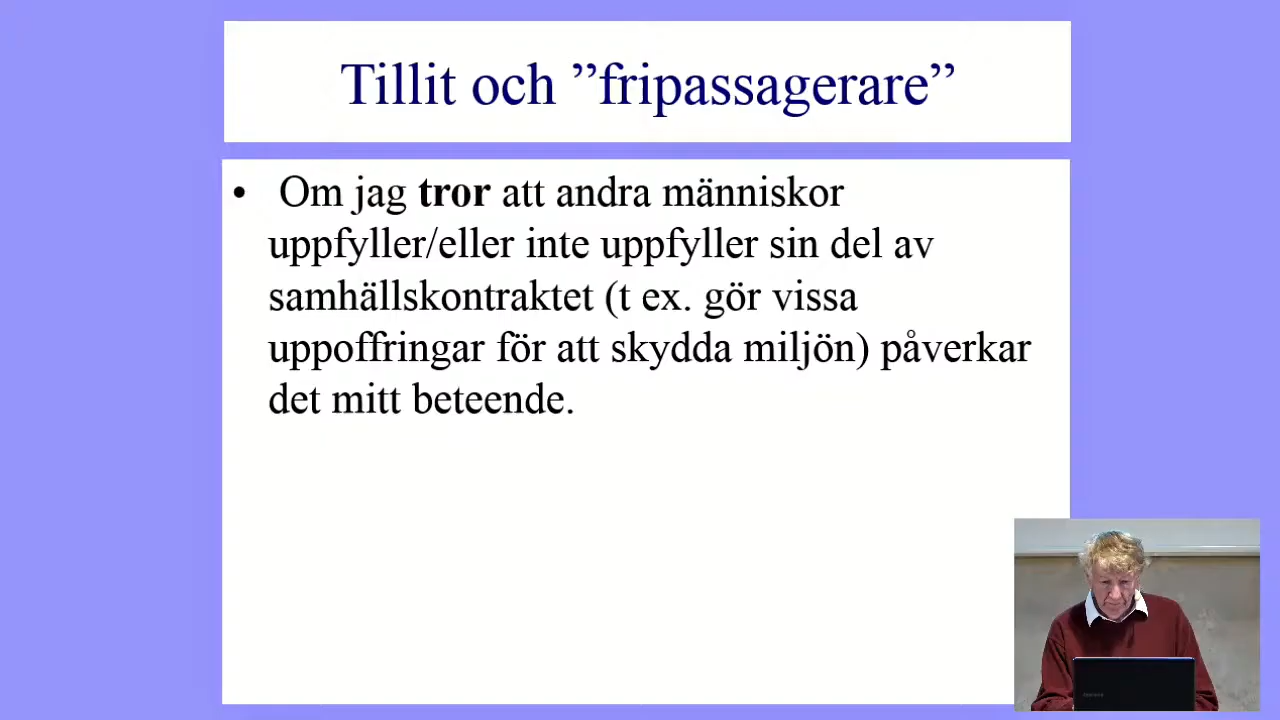 Tillit och ”fripassagerare”
• Om jag tror att andra människor
uppfyller/eller inte uppfyller sin del av
samhällskontraktet (t ex. gör vissa
uppoffringar för att skydda miljön) påverkar
det mitt beteende.